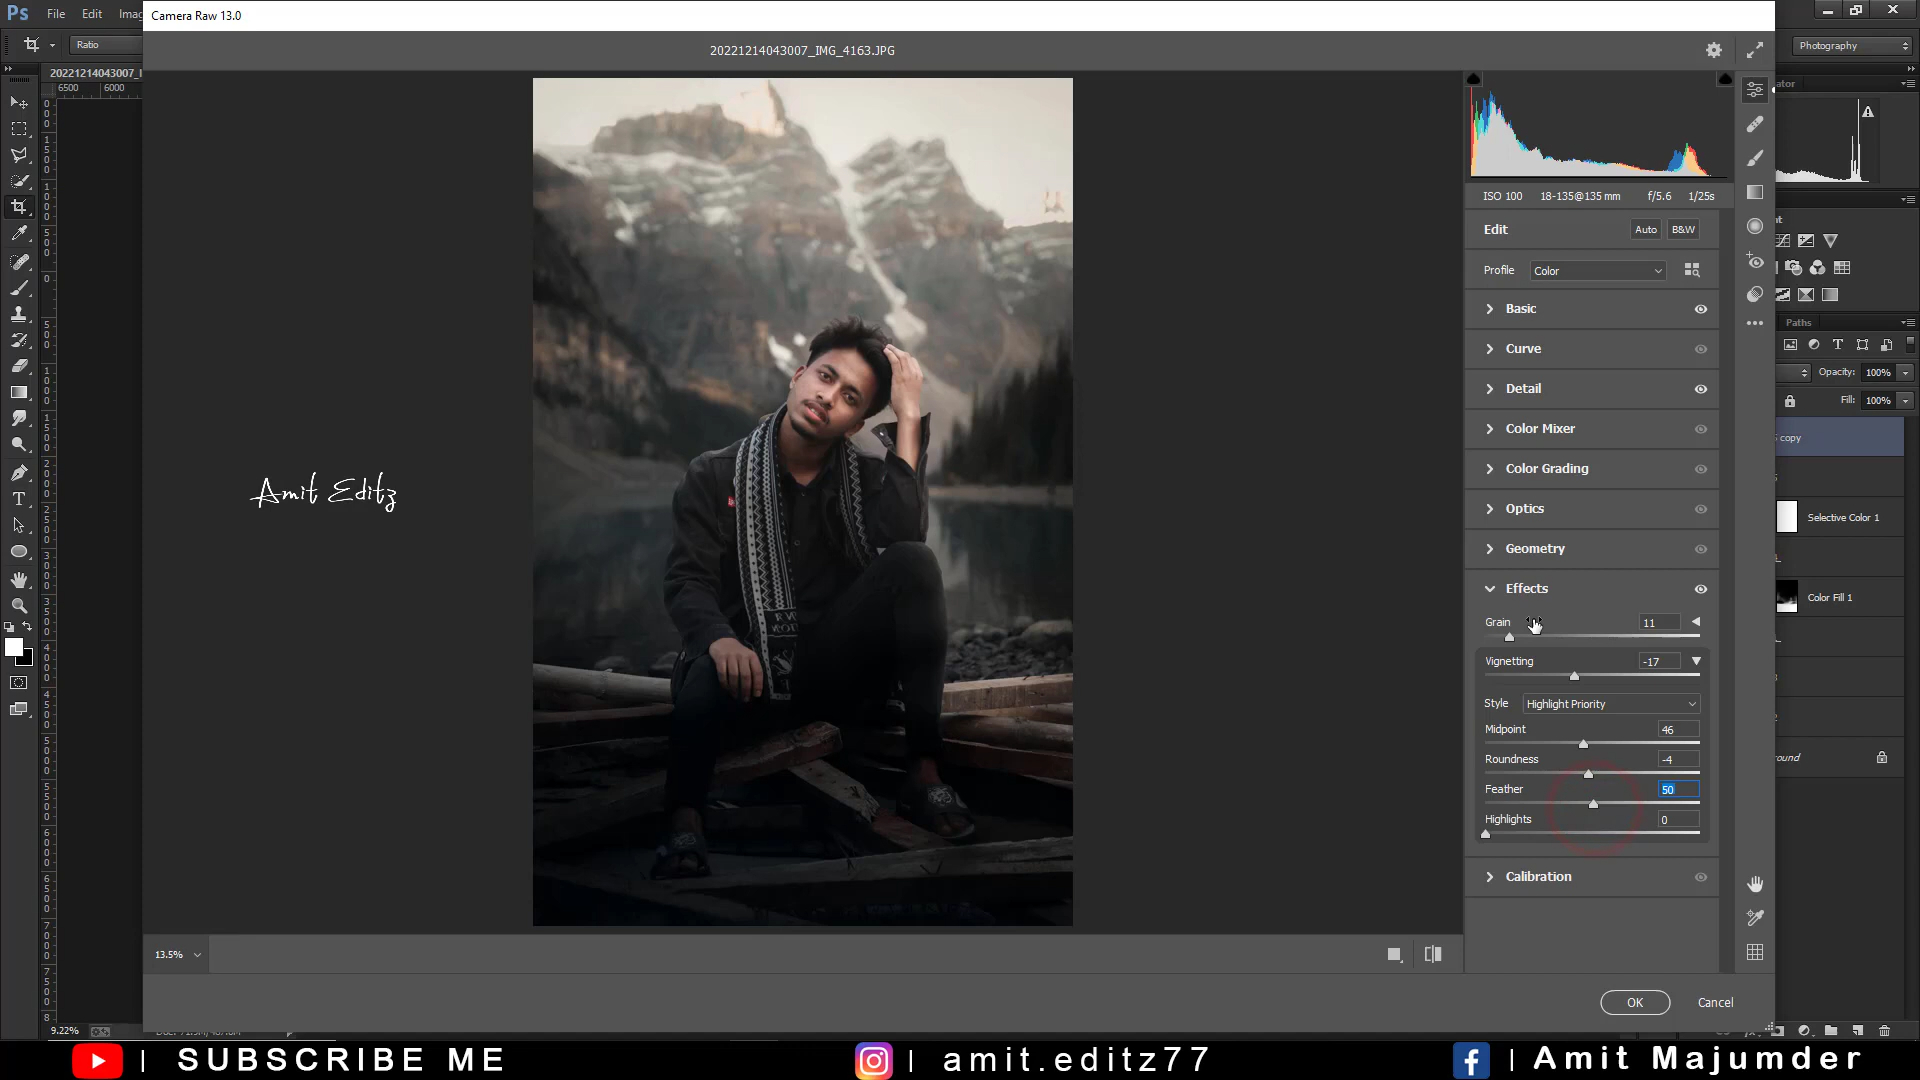 Camera Raw 13.0
Ps File Edit Imag
20221214043007_IMG_4163.JPG
Ratio
Photography
20221214043007_I
6500 6000
ator
ISO 100 18-135@135 mm f/5.6 1/25s
Edit Auto B&W
Profile Color
Basic
Curve
Paths
Opacity: 100%
Detail
Fill: 100%
Color Mixer
copy
Color Grading
Amit Editz
Optics
Selective Color 1
Geometry
Effects
Color Fill 1
Grain 11
Vignetting -17
Style Highlight Priority
Midpoint 46
Roundness -4
Feather 50
Highlights 0
Calibration
13.5%
OK Cancel
9.22%
| SUBSCRIBE ME
| amit.editz77
| Amit Majumder